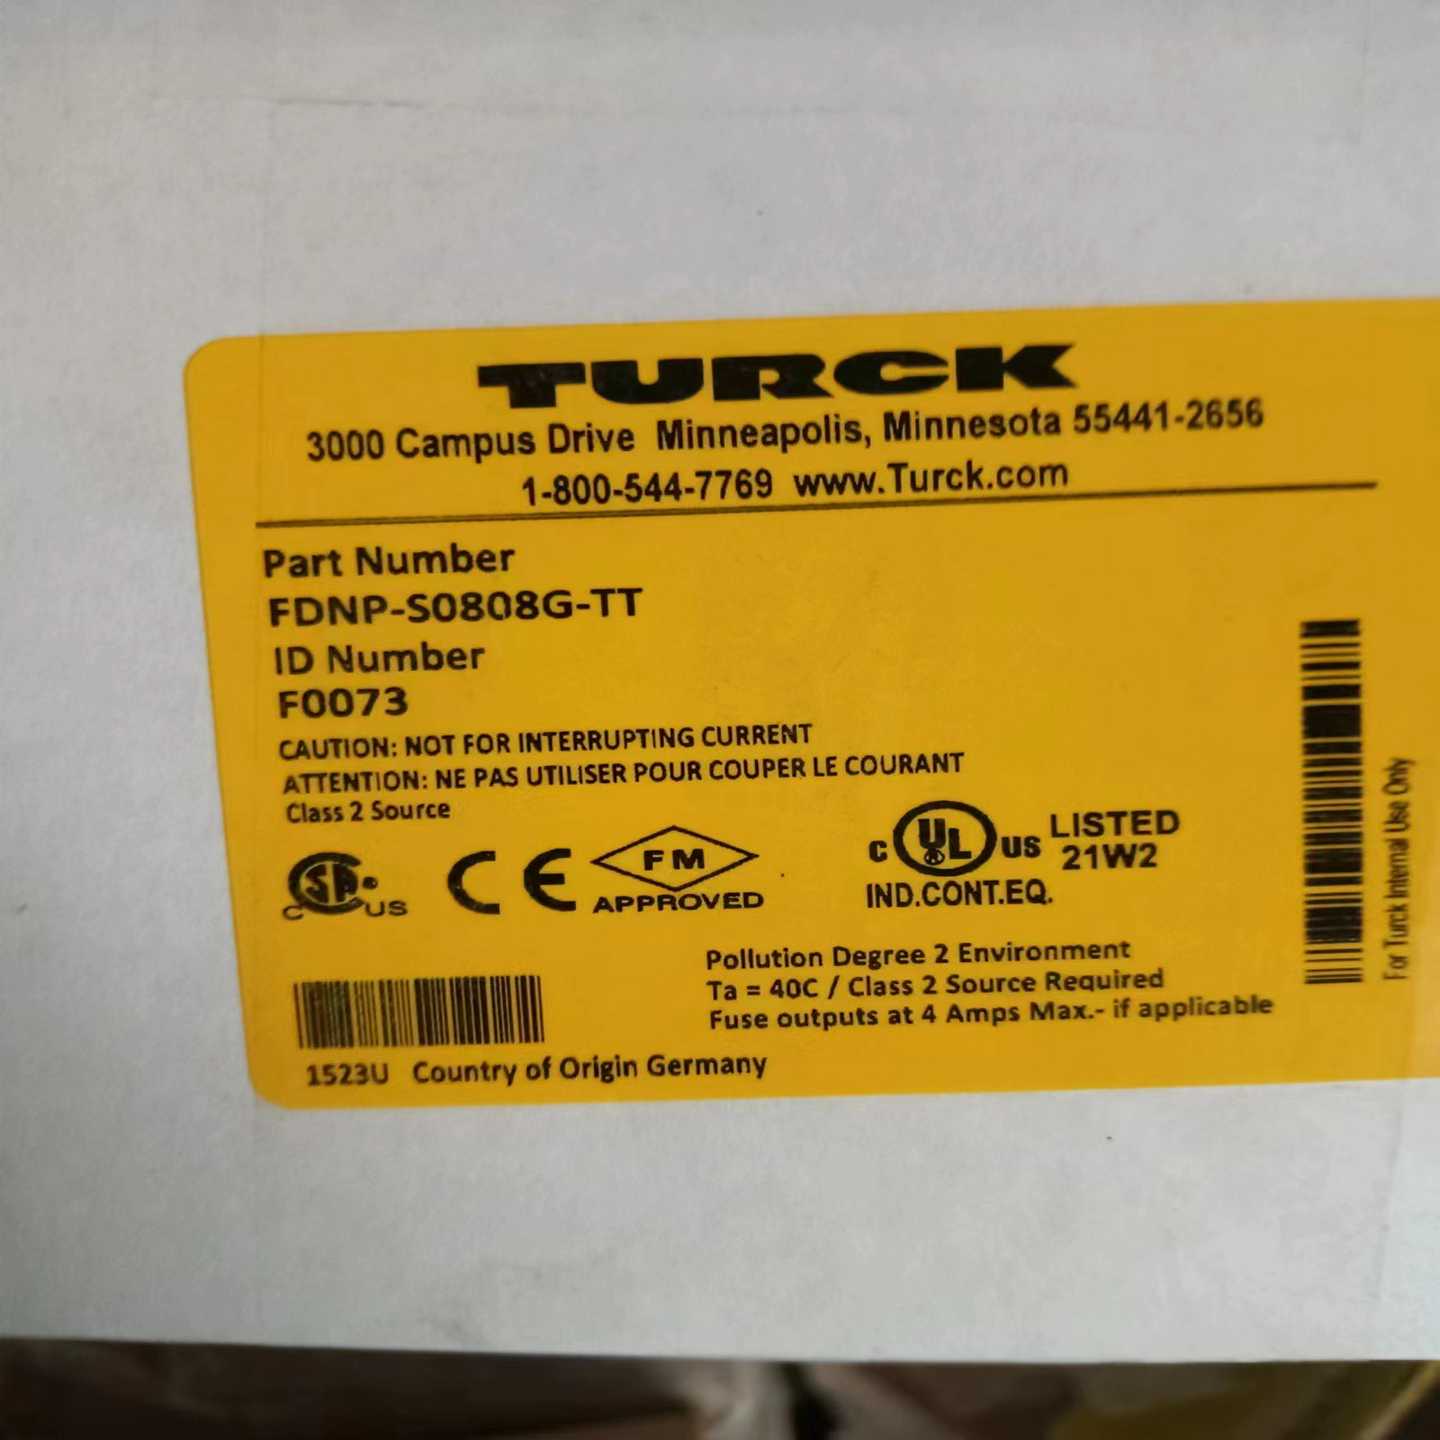 TURCK
3000 Campus Drive Minneapolis, Minnesota 55441-2656
1-800-544-7769 www.Turck.com
Part Number
FDNP-S0808G-TT
ID Number
F0073
CAUTION: NOT FOR INTERRUPTING CURRENT
ATTENTION: NE PAS UTILISER POUR COUPER LE COURANT
Class 2 Source
C SA US
CE
FM
APPROVED
C UL US LISTED
21W2
IND.CONT.EQ.
Pollution Degree 2 Environment
Ta = 40C / Class 2 Source Required
Fuse outputs at 4 Amps Max.- if applicable
1523U Country of Origin Germany
For Turck Internal Use Only